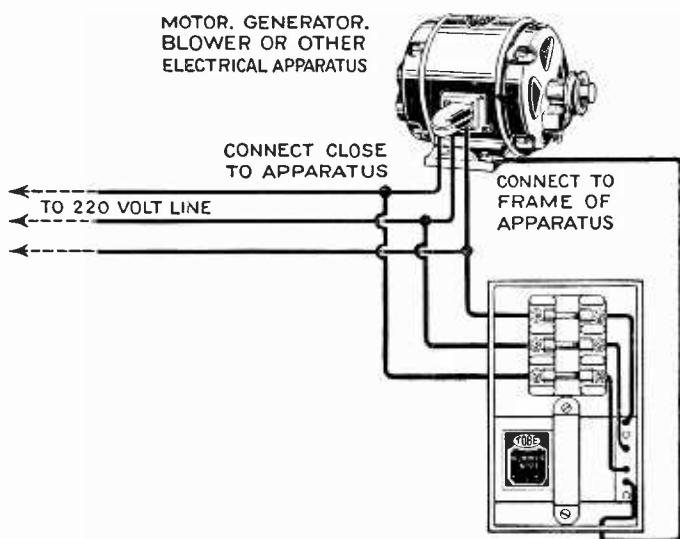 MOTOR, GENERATOR,
BLOWER OR OTHER
ELECTRICAL APPARATUS
CONNECT CLOSE
TO APPARATUS
CONNECT TO
FRAME OF
APPARATUS
TO 220 VOLT LINE
TOBE